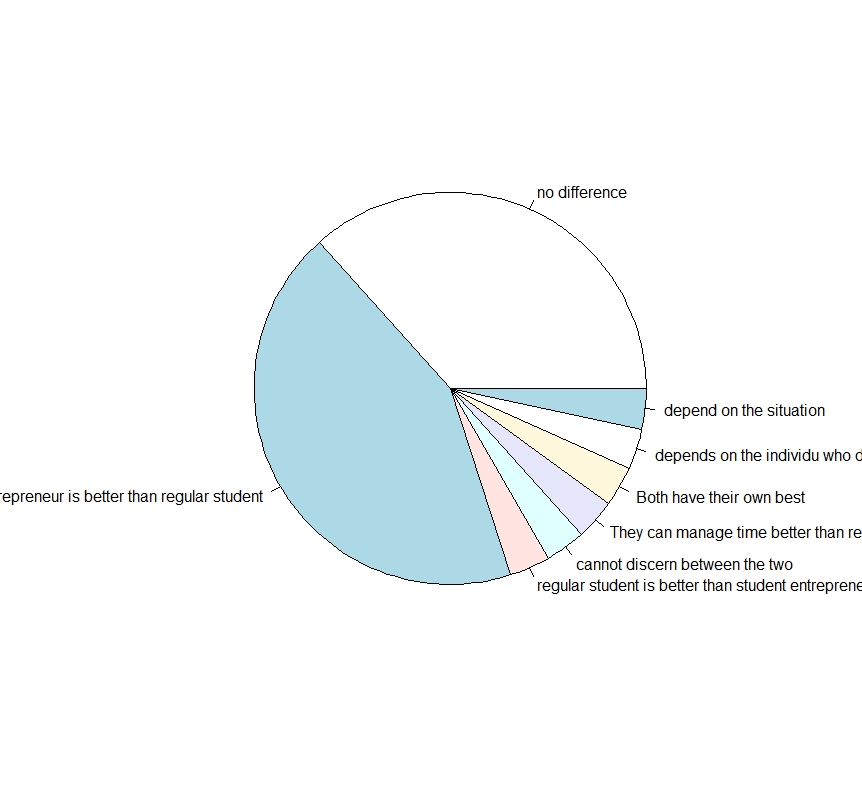 no difference
depend on the situation
depends on the individu who d
repreneur is better than regular student
Both have their own best
They can manage time better than re
cannot discern between the two
regular student is better than student entreprene